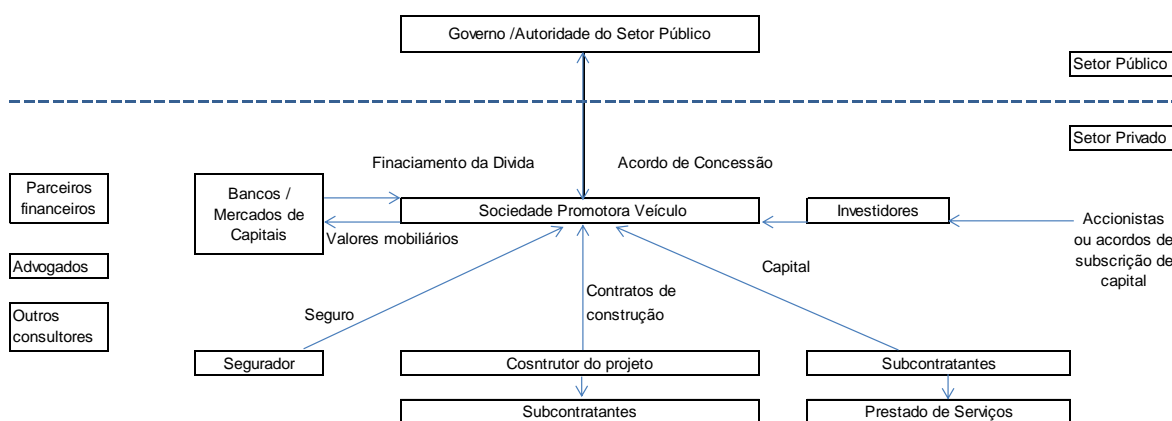 Governo /Autoridade do Setor Público
Setor Público
Setor Privado
Finaciamento da Divida
Acordo de Concessão
Parceiros
financeiros
Bancos /
Mercados de
Capitais
Sociedade Promotora Veículo
Investidores
Accionistas
ou acordos de
subscrição de
capital
Valores mobiliários
Advogados
Capital
Contratos de
construção
Outros
consultores
Seguro
Segurador
Cosntrutor do projeto
Subcontratantes
Subcontratantes
Prestado de Serviços